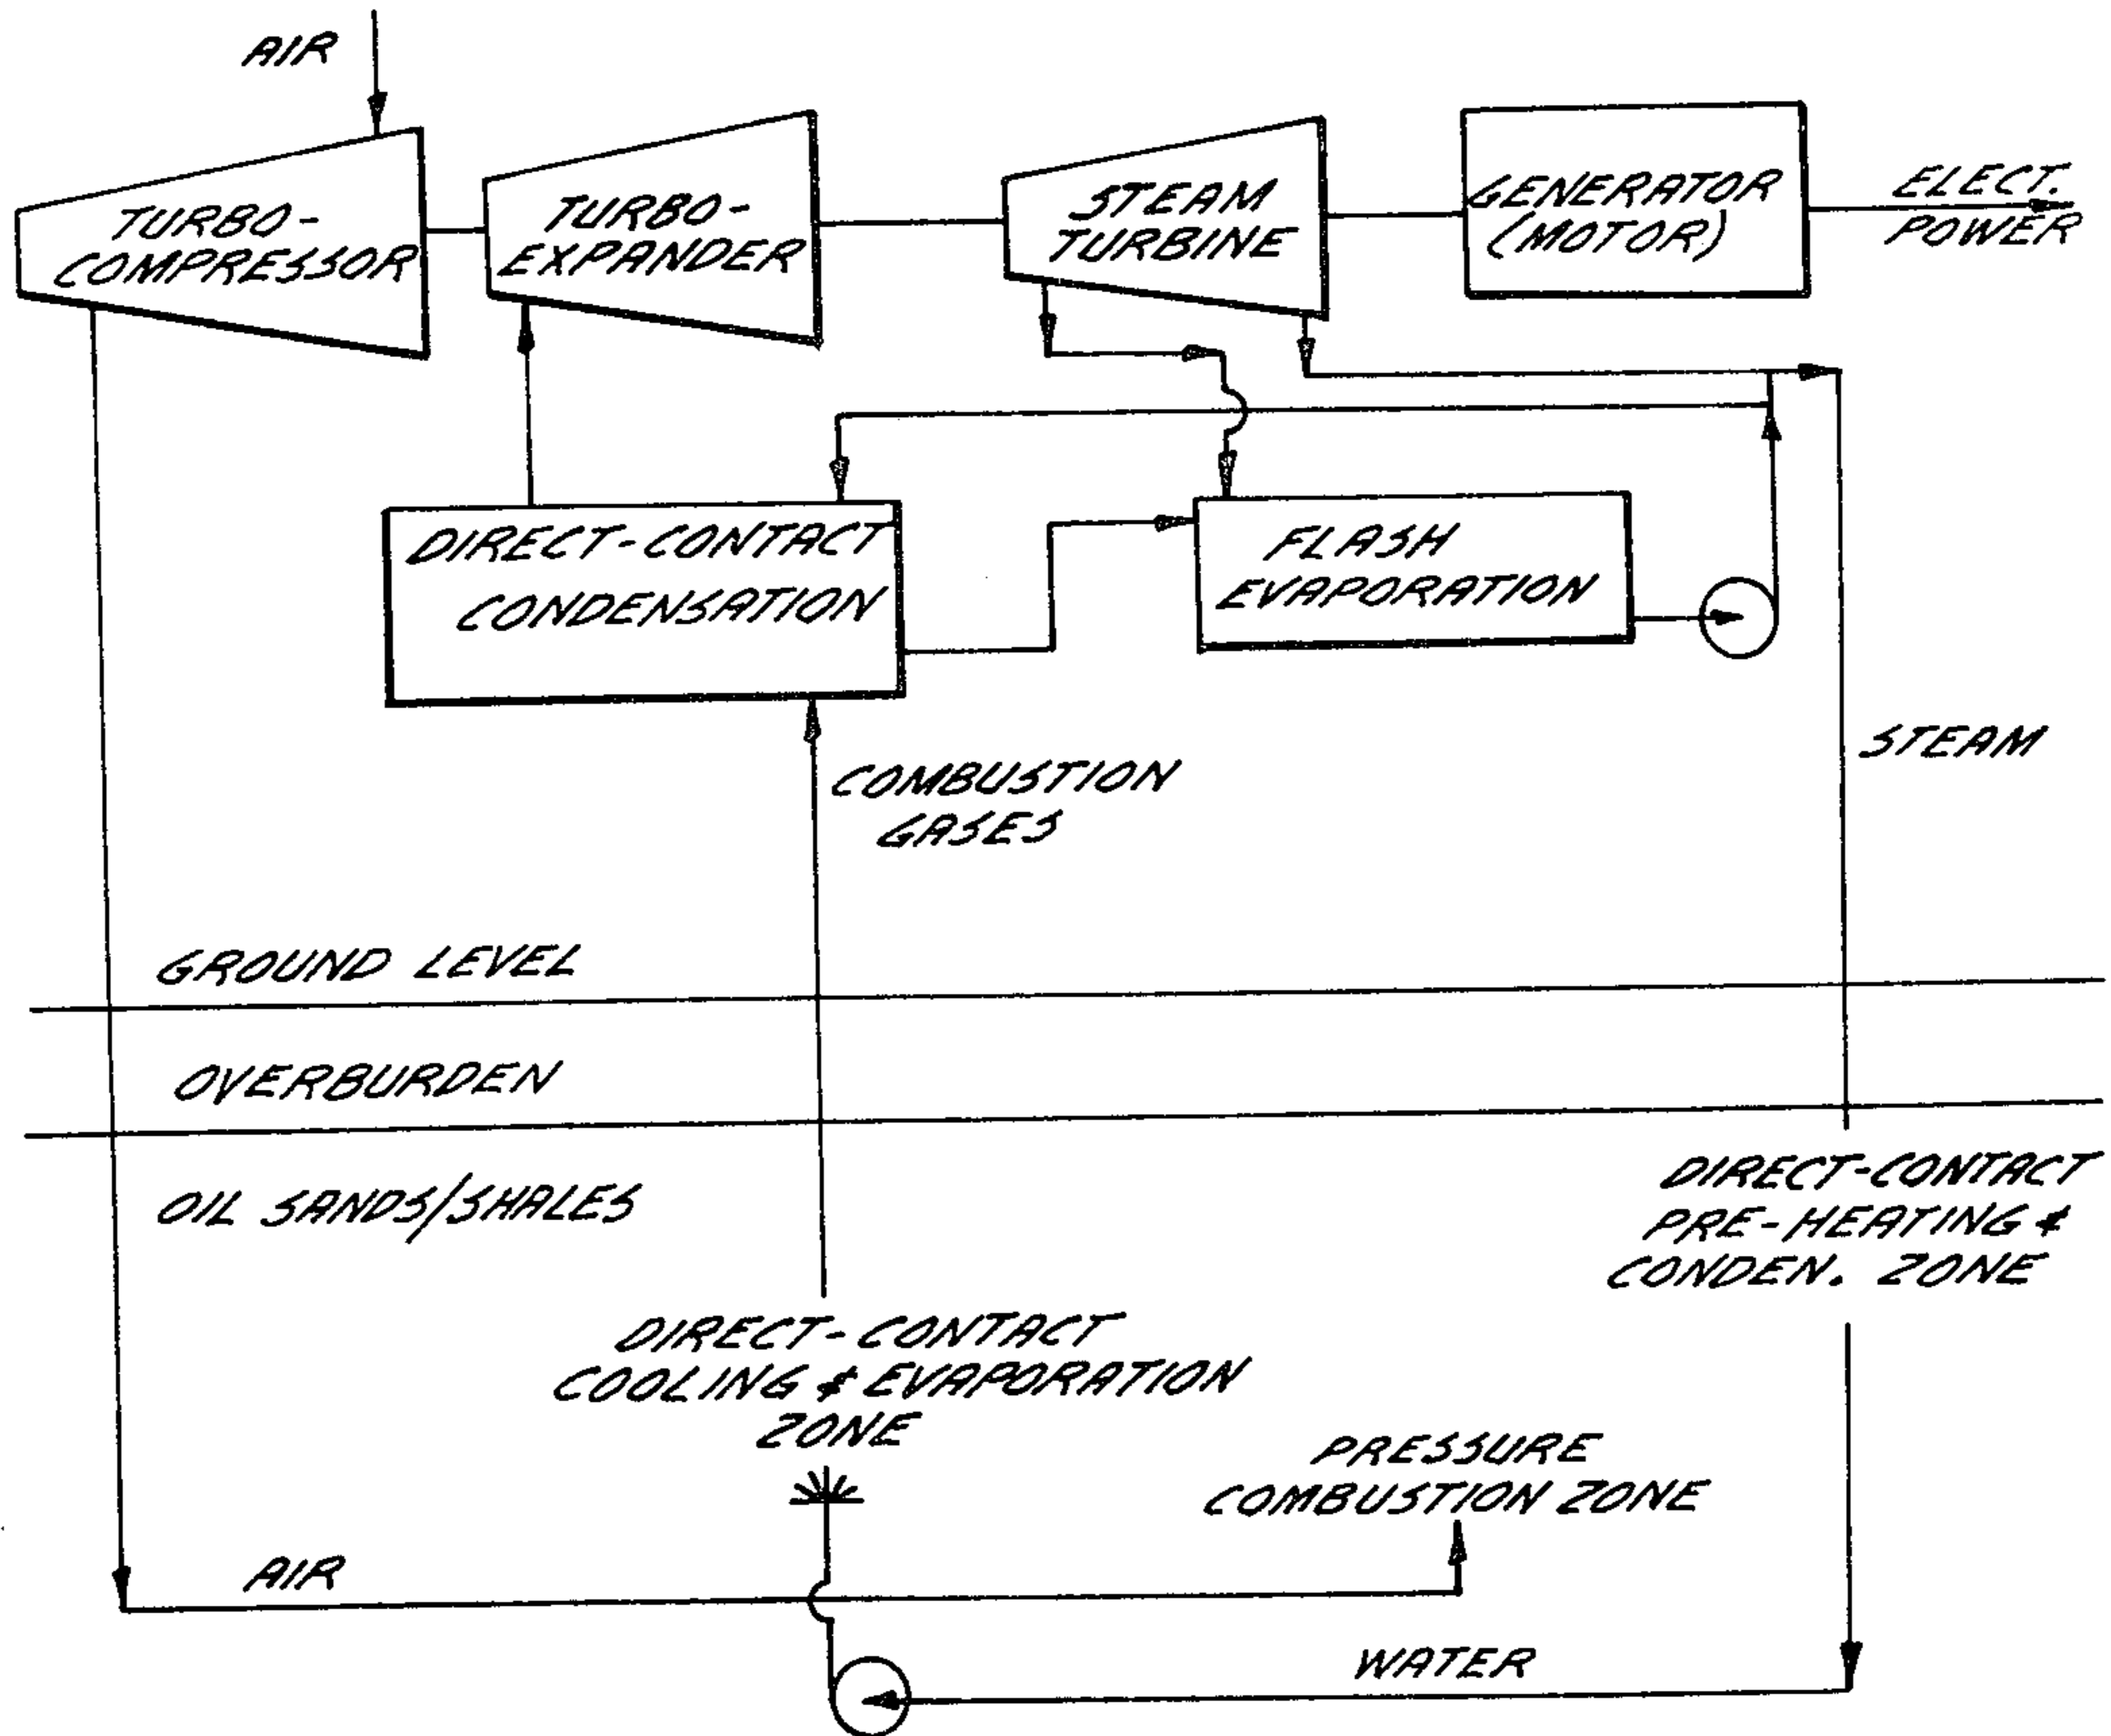 AIR
TURBO-
COMPRESSOR
TURBO-
EXPANDER
STEAM
TURBINE
GENERATOR
(MOTOR)
ELECT.
POWER
DIRECT-CONTACT
CONDENSATION
FLASH
EVAPORATION
COMBUSTION
GASES
STEAM
GROUND LEVEL
OVERBURDEN
OIL SANDS/SHALES
DIRECT-CONTACT
PRE-HEATING &
CONDEN. ZONE
DIRECT-CONTACT
COOLING & EVAPORATION
ZONE
PRESSURE
COMBUSTION ZONE
AIR
WATER